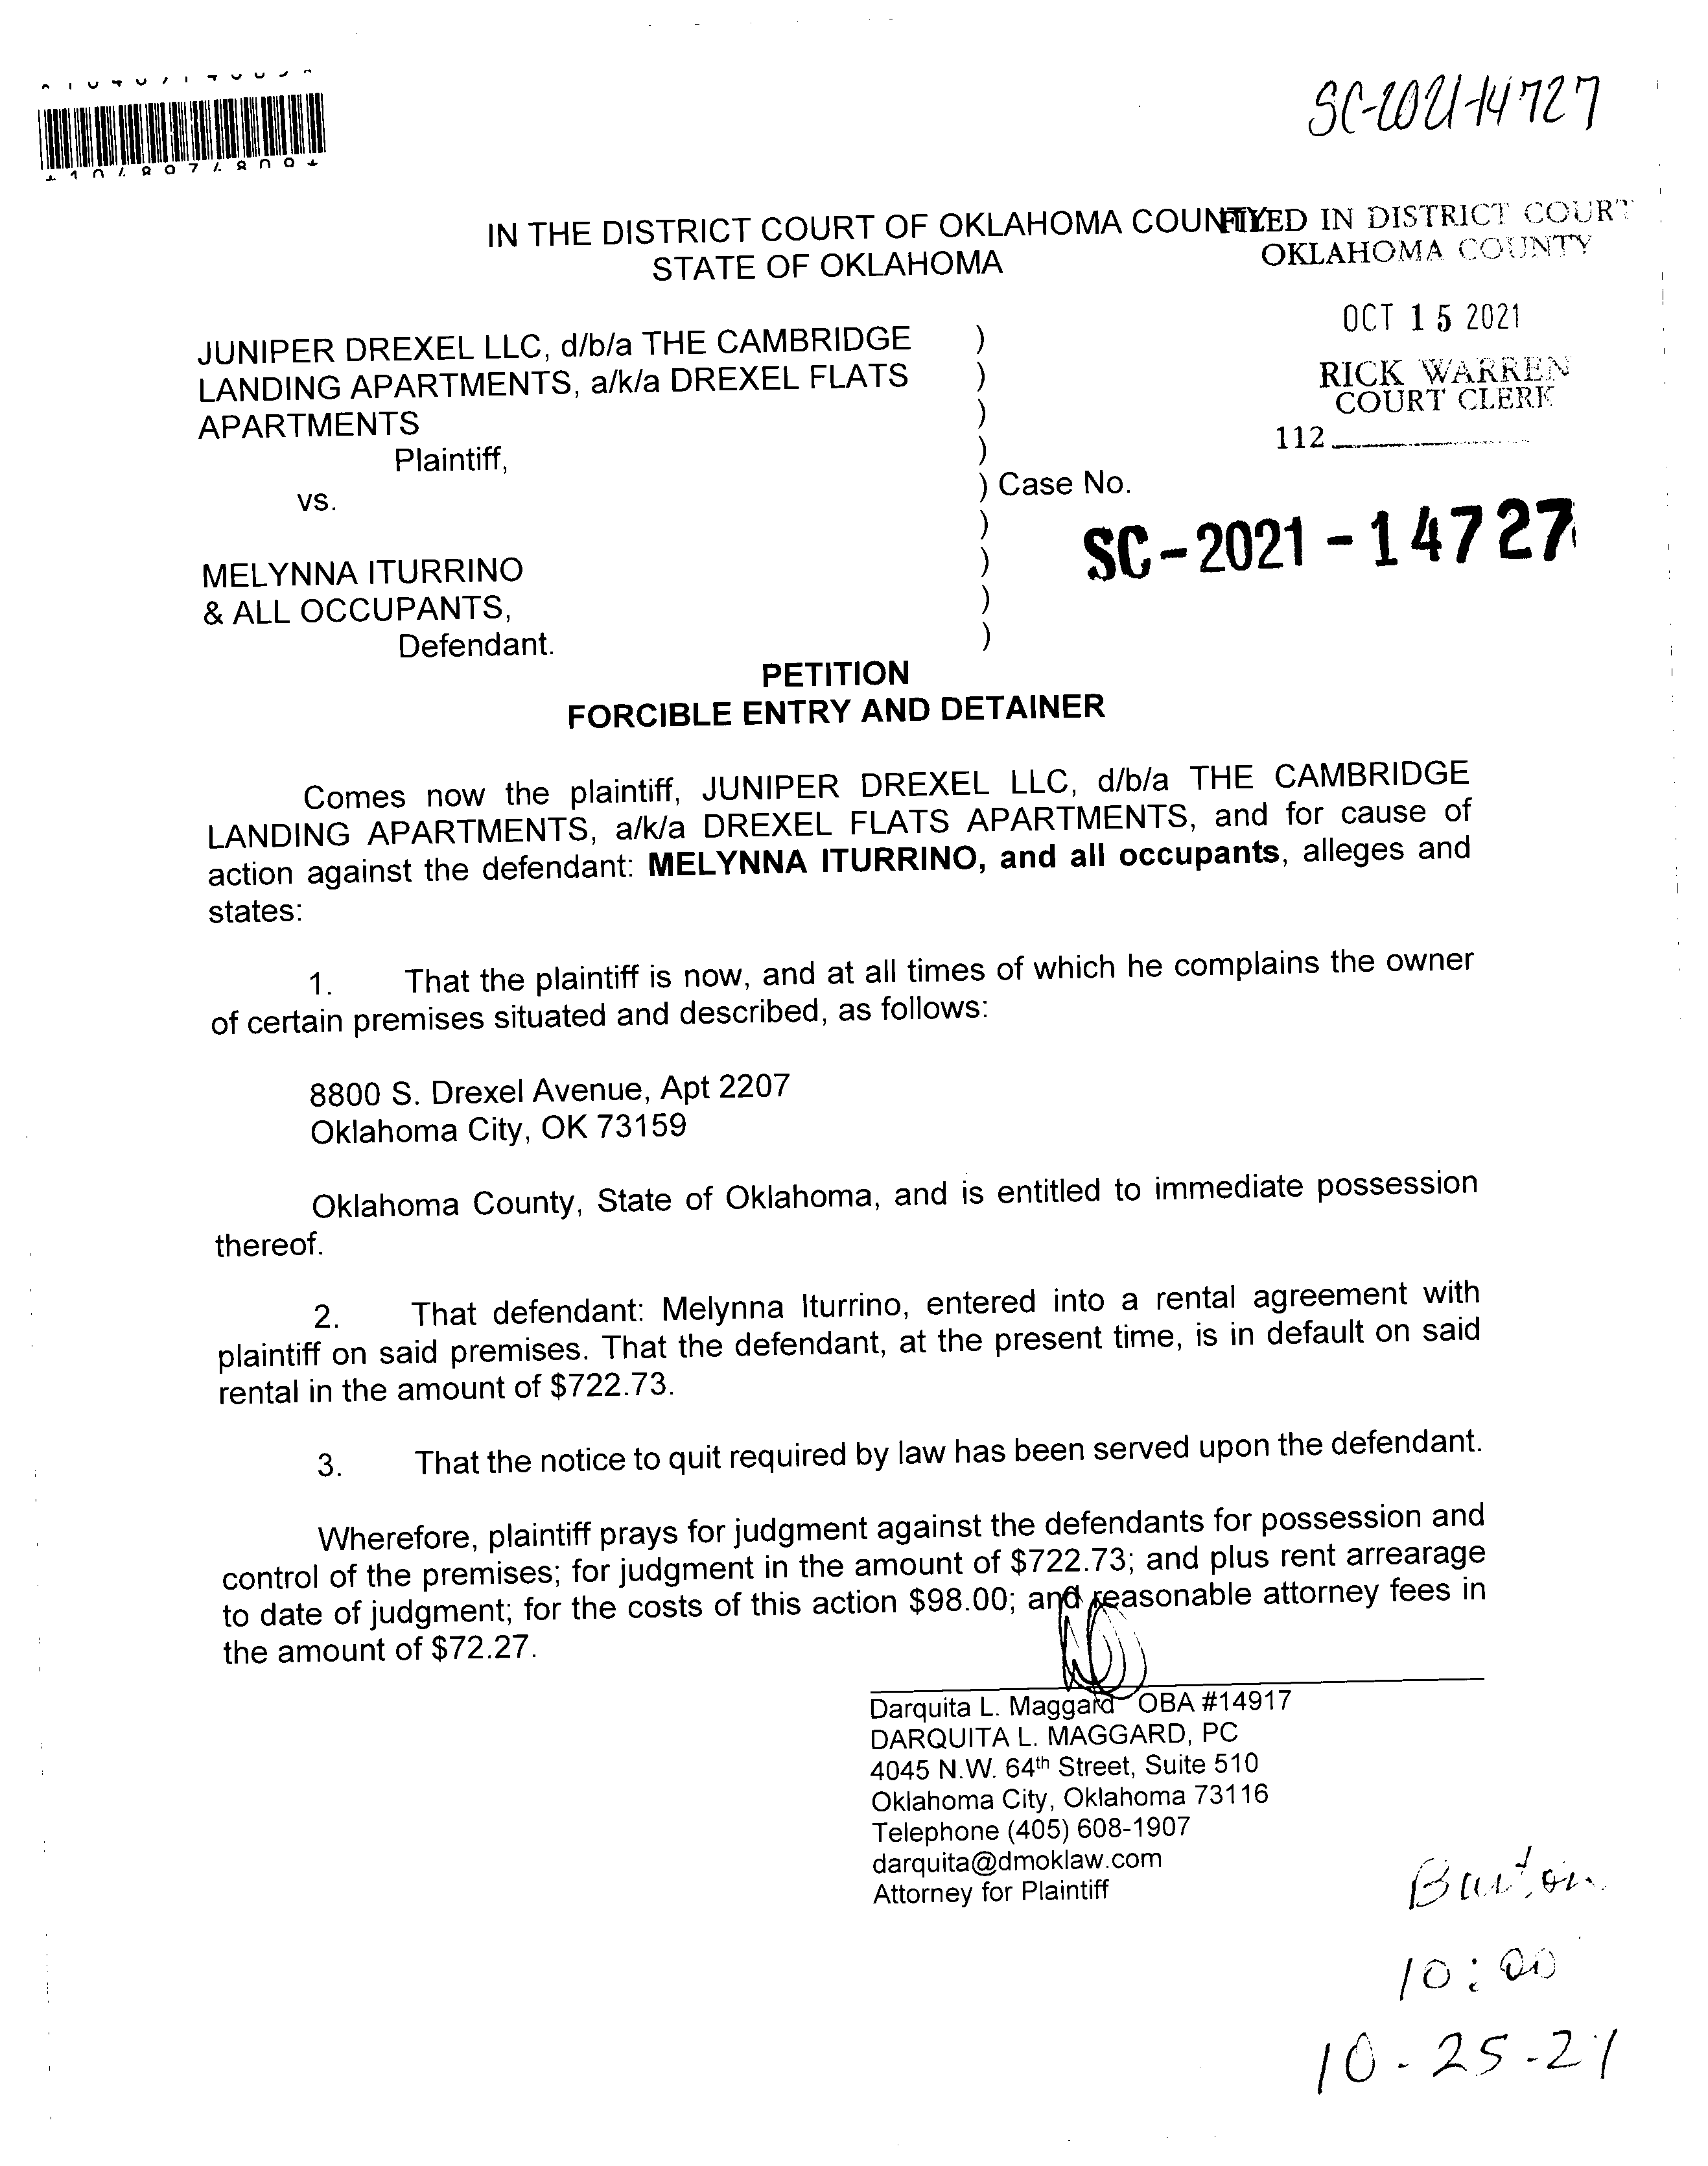 SC-2021-14727
IN THE DISTRICT COURT OF OKLAHOMA COUNTY
STATE OF OKLAHOMA
FILED IN DISTRICT COURT
OKLAHOMA COUNTY
OCT 15 2021
RICK WARREN
COURT CLERK
112
JUNIPER DREXEL LLC, d/b/a THE CAMBRIDGE )
LANDING APARTMENTS, a/k/a DREXEL FLATS )
APARTMENTS )
Plaintiff, )
vs. ) Case No.
)
SC-2021-14727
MELYNNA ITURRINO )
& ALL OCCUPANTS, )
Defendant. )
PETITION
FORCIBLE ENTRY AND DETAINER
Comes now the plaintiff, JUNIPER DREXEL LLC, d/b/a THE CAMBRIDGE
LANDING APARTMENTS, a/k/a DREXEL FLATS APARTMENTS, and for cause of
action against the defendant: MELYNNA ITURRINO, and all occupants, alleges and
states:
1. That the plaintiff is now, and at all times of which he complains the owner
of certain premises situated and described, as follows:
8800 S. Drexel Avenue, Apt 2207
Oklahoma City, OK 73159
Oklahoma County, State of Oklahoma, and is entitled to immediate possession
thereof.
2. That defendant: Melynna Iturrino, entered into a rental agreement with
plaintiff on said premises. That the defendant, at the present time, is in default on said
rental in the amount of $722.73.
3. That the notice to quit required by law has been served upon the defendant.
Wherefore, plaintiff prays for judgment against the defendants for possession and
control of the premises; for judgment in the amount of $722.73; and plus rent arrearage
to date of judgment; for the costs of this action $98.00; and reasonable attorney fees in
the amount of $72.27.
Darquita L. Maggard OBA #14917
DARQUITA L. MAGGARD, PC
4045 N.W. 64th Street, Suite 510
Oklahoma City, Oklahoma 73116
Telephone (405) 608-1907
darquita@dmoklaw.com
Attorney for Plaintiff
10:00
10-25-21